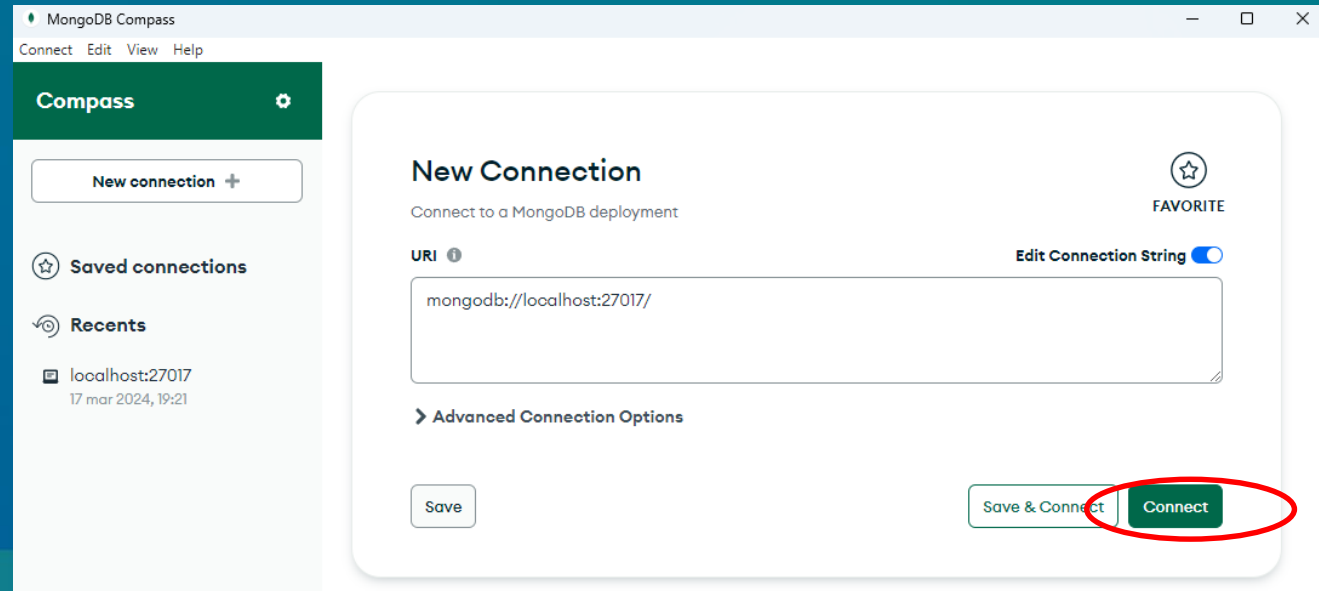 MongoDB Compass
Connect Edit View Help
Compass
New connection
Saved connections
Recents
localhost:27017
17 mar 2024, 19:21
New Connection
FAVORITE
Connect to a MongoDB deployment
URI
Edit Connection String
mongodb://localhost:27017/
Advanced Connection Options
Save
Save & Connect
Connect